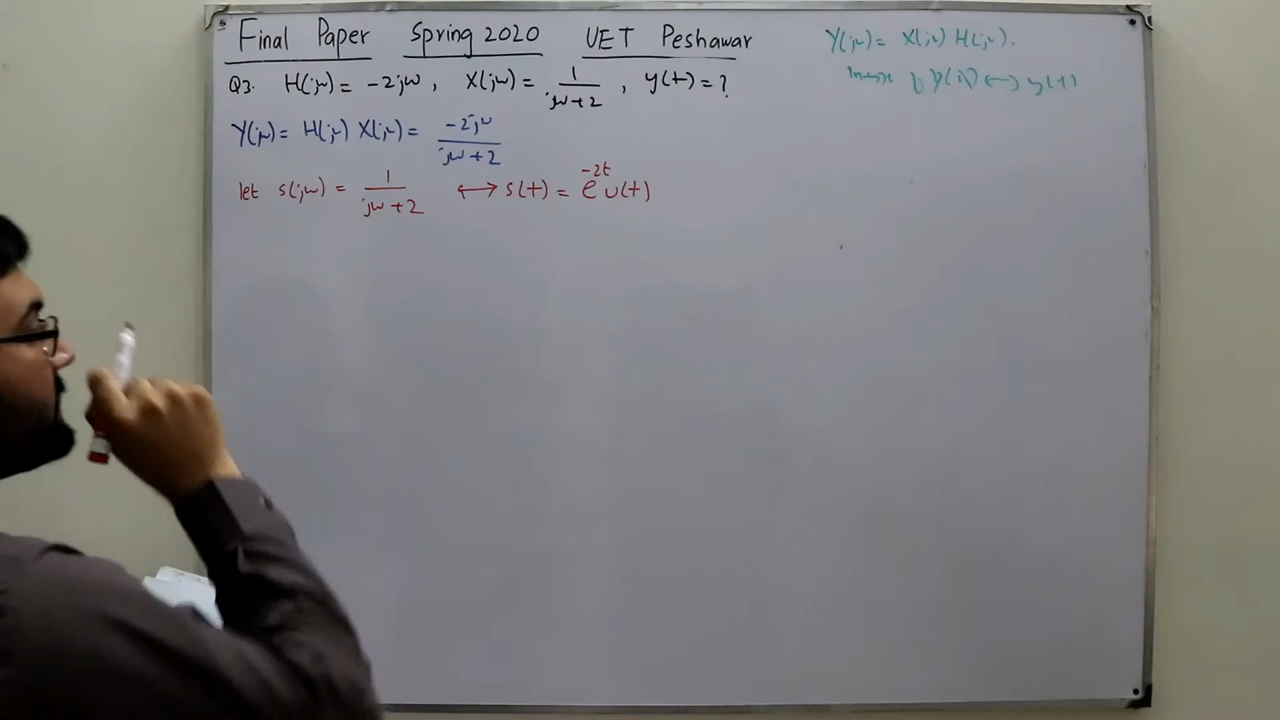 Final Paper Spring 2020 UET Peshawar
Q3. H(jω) = -2jω, X(jω) = 1/(jω+2), y(t) = ?
Y(jω) = H(jω) X(jω) = -2jω/(jω+2)
let s(jω) = 1/(jω+2) ⟷ s(t) = e^-2t u(t)
Y(jω) = X(jω) H(jω).
⟷ y(t)